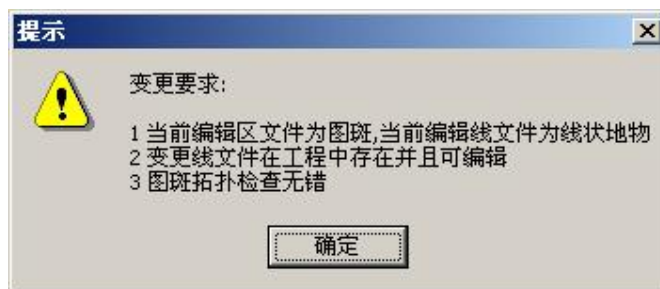 提示
变更要求:
1 当前编辑区文件为图斑,当前编辑线文件为线状地物
2 变更线文件在工程中存在并且可编辑
3 图斑拓扑检查无错
确定